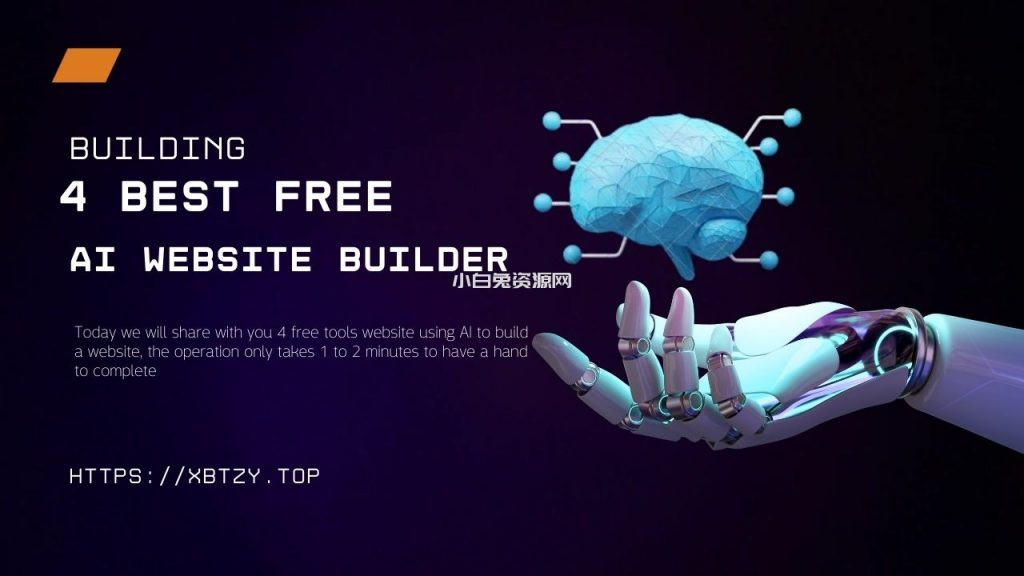 BUILDING
4 BEST FREE
AI WEBSITE BUILDER
小白兔资源网
Today we will share with you 4 free tools website using AI to build
a website, the operation only takes 1 to 2 minutes to have a hand
to complete
HTTPS://XBTZY.TOP